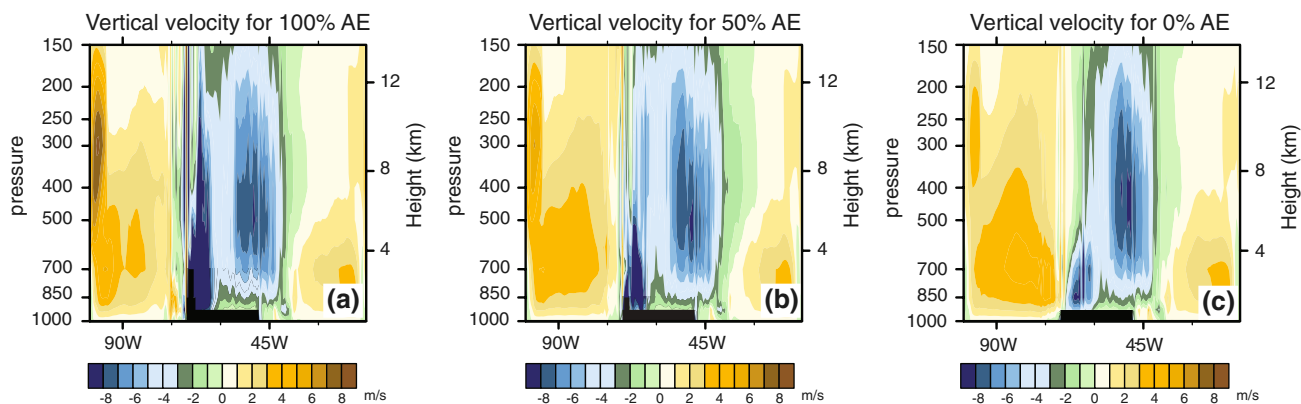 Vertical velocity for 100% AE
pressure
150
200
250
300
400
500
700
850
1000
12
8
4
Height (km)
(a)
90W
45W
-8 -6 -4 -2 0 2 4 6 8 m/s
Vertical velocity for 50% AE
pressure
150
200
250
300
400
500
700
850
1000
12
8
4
Height (km)
(b)
90W
45W
-8 -6 -4 -2 0 2 4 6 8 m/s
Vertical velocity for 0% AE
pressure
150
200
250
300
400
500
700
850
1000
12
8
4
Height (km)
(c)
90W
45W
-8 -6 -4 -2 0 2 4 6 8 m/s